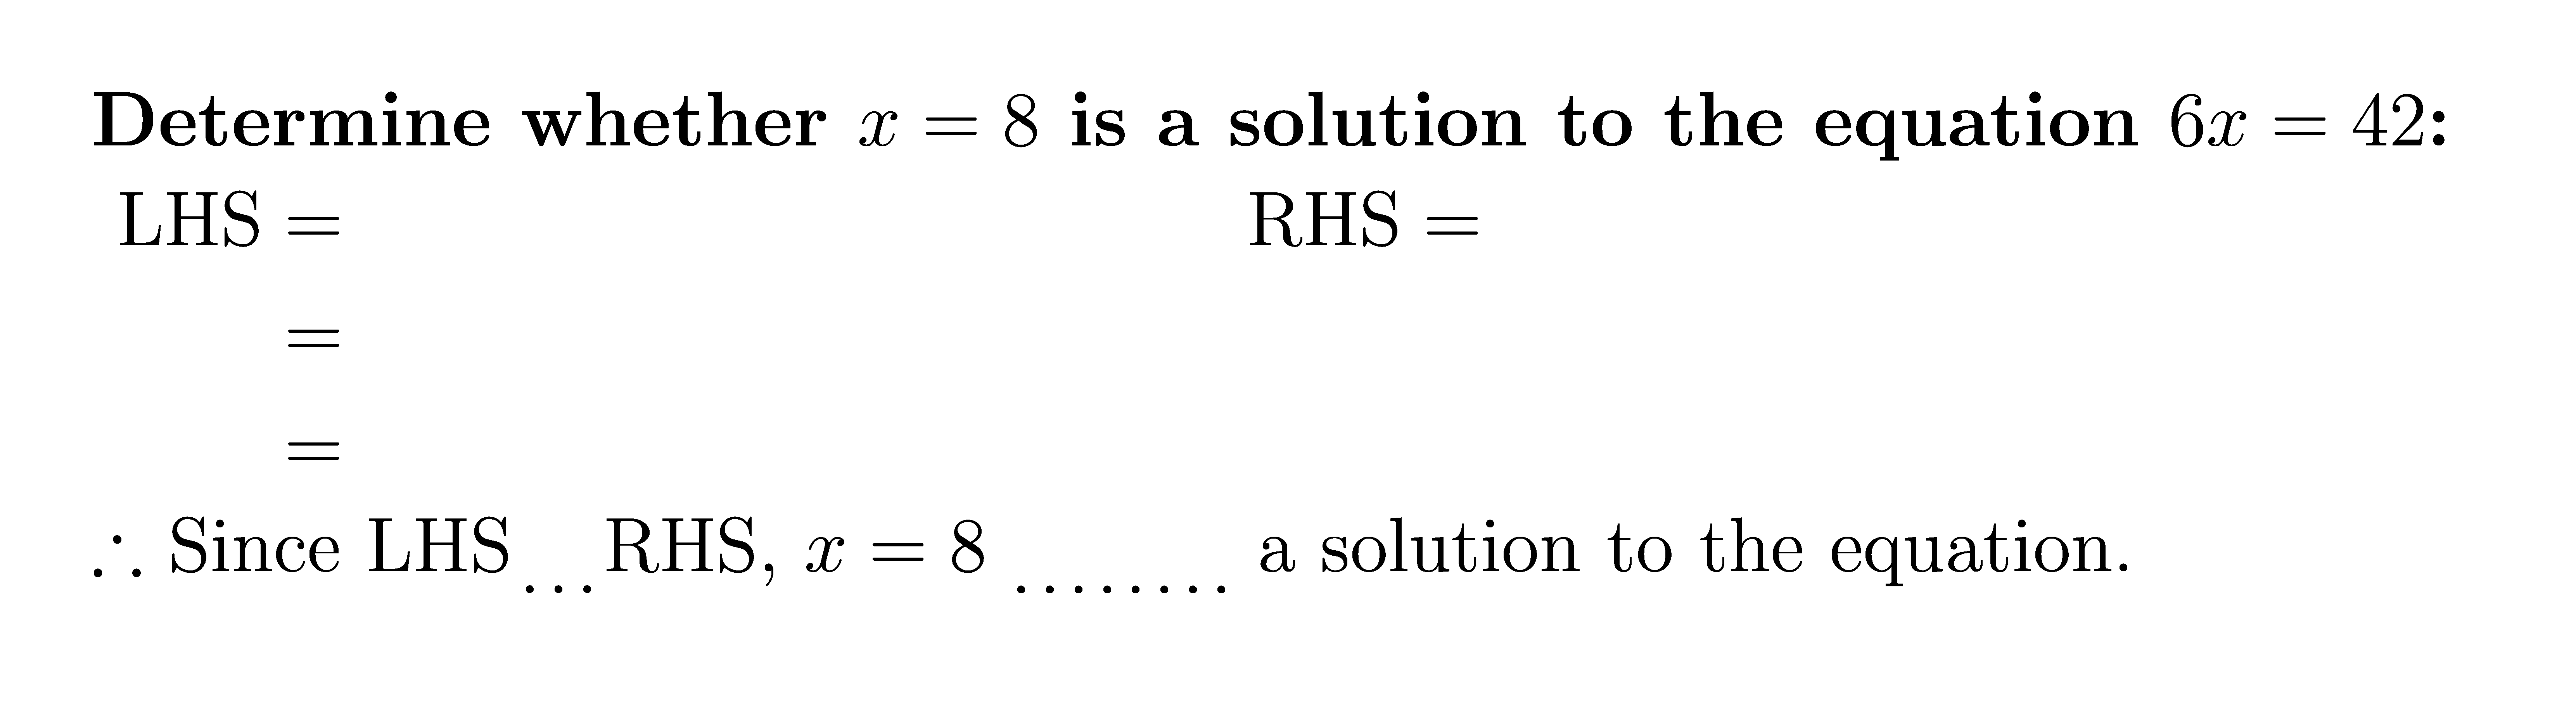 Determine whether x = 8 is a solution to the equation 6x = 42:
LHS = RHS =
=
=
∴ Since LHS ... RHS, x = 8 ........ a solution to the equation.